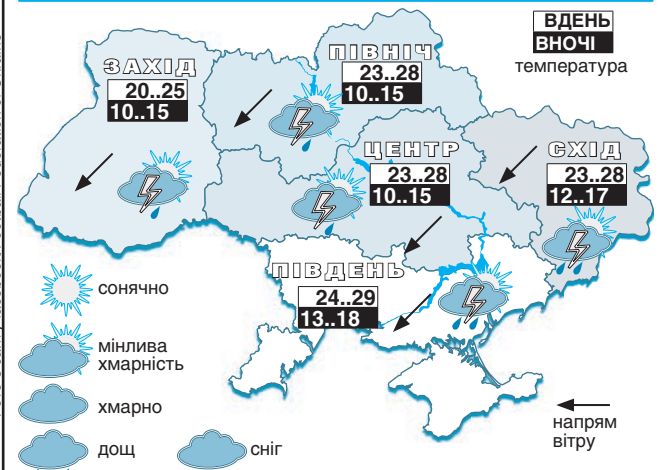 ВДЕНЬ
ВНОЧІ
температура
ЗАХІД
20..25
10..15
ПІВНІЧ
23..28
10..15
ЦЕНТР
23..28
10..15
СХІД
23..28
12..17
ПІВДЕНЬ
24..29
13..18
сонячно
мінлива
хмарність
хмарно
дощ
сніг
напрям
вітру